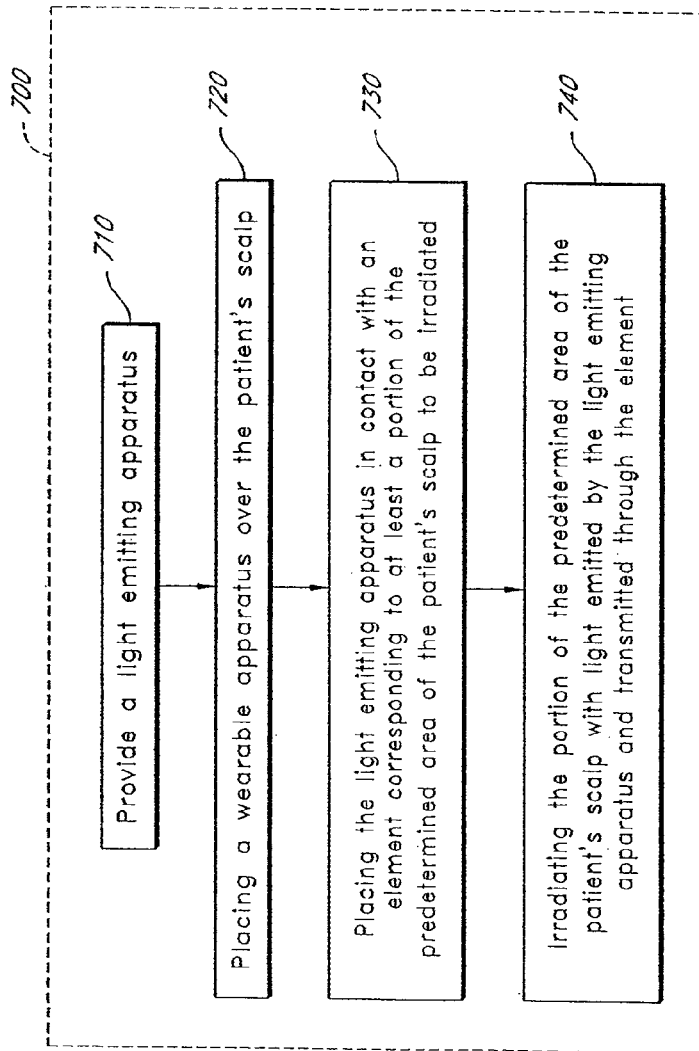 700
710
Provide a light emitting apparatus
720
Placing a wearable apparatus over the patient's scalp
730
Placing the light emitting apparatus in contact with an
element corresponding to at least a portion of the
predetermined area of the patient's scalp to be irradiated
740
Irradiating the portion of the predetermined area of the
patient's scalp with light emitted by the light emitting
apparatus and transmitted through the element